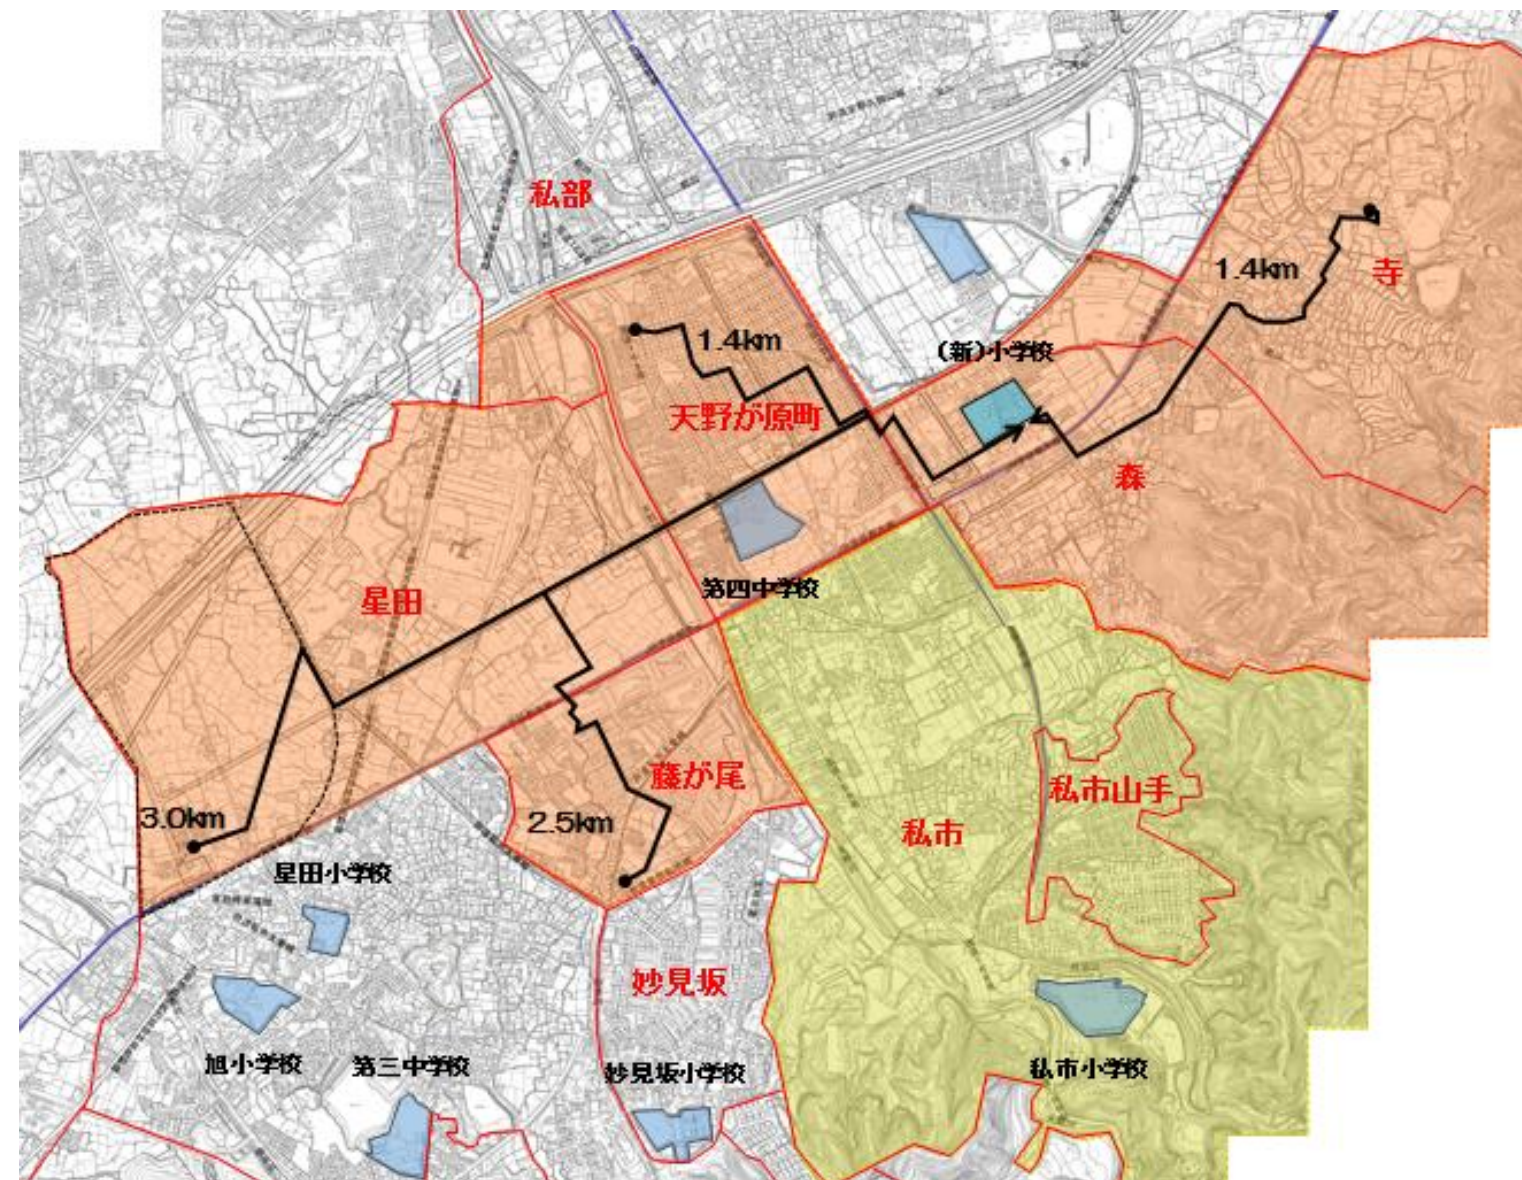 私部
1.4km
寺
(新)小学校
1.4km
天野が原町
森
第四中学校
星田
藤が尾
私市山手
3.0km
2.5km
私市
星田小学校
妙見坂
旭小学校
第三中学校
妙見坂小学校
私市小学校